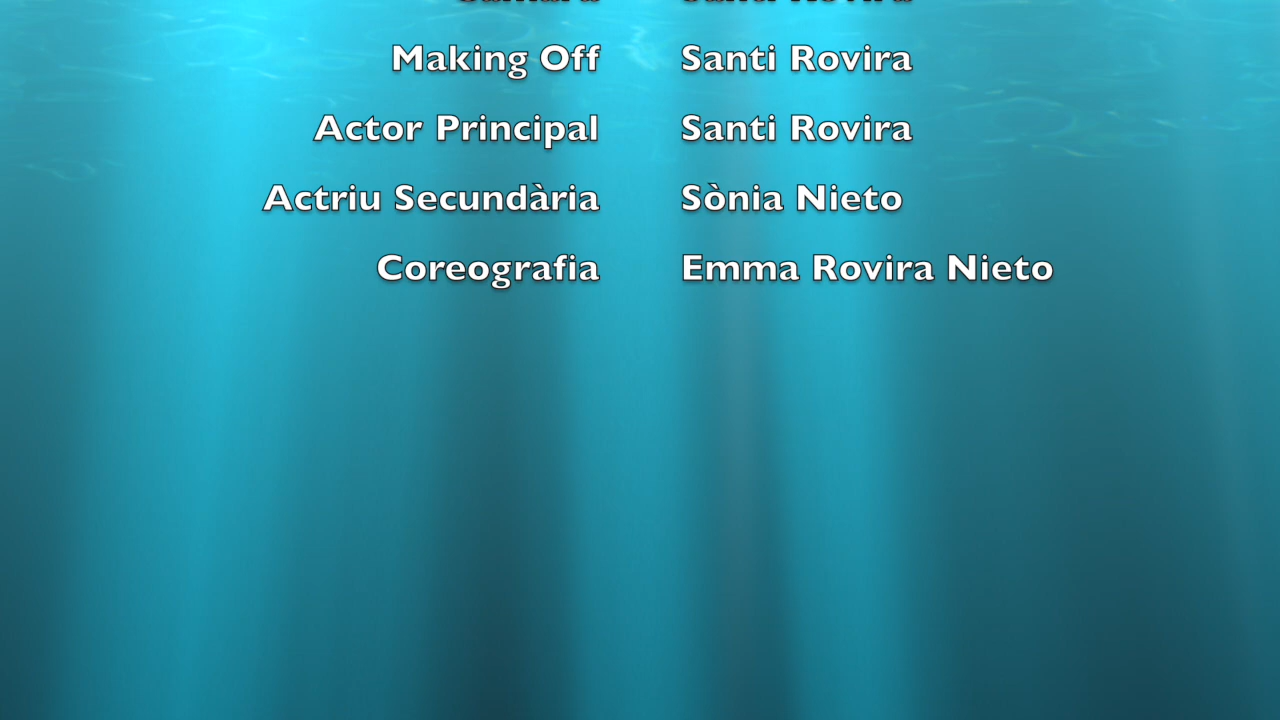 Making Off Santi Rovira
Actor Principal Santi Rovira
Actriu Secundària Sònia Nieto
Coreografia Emma Rovira Nieto